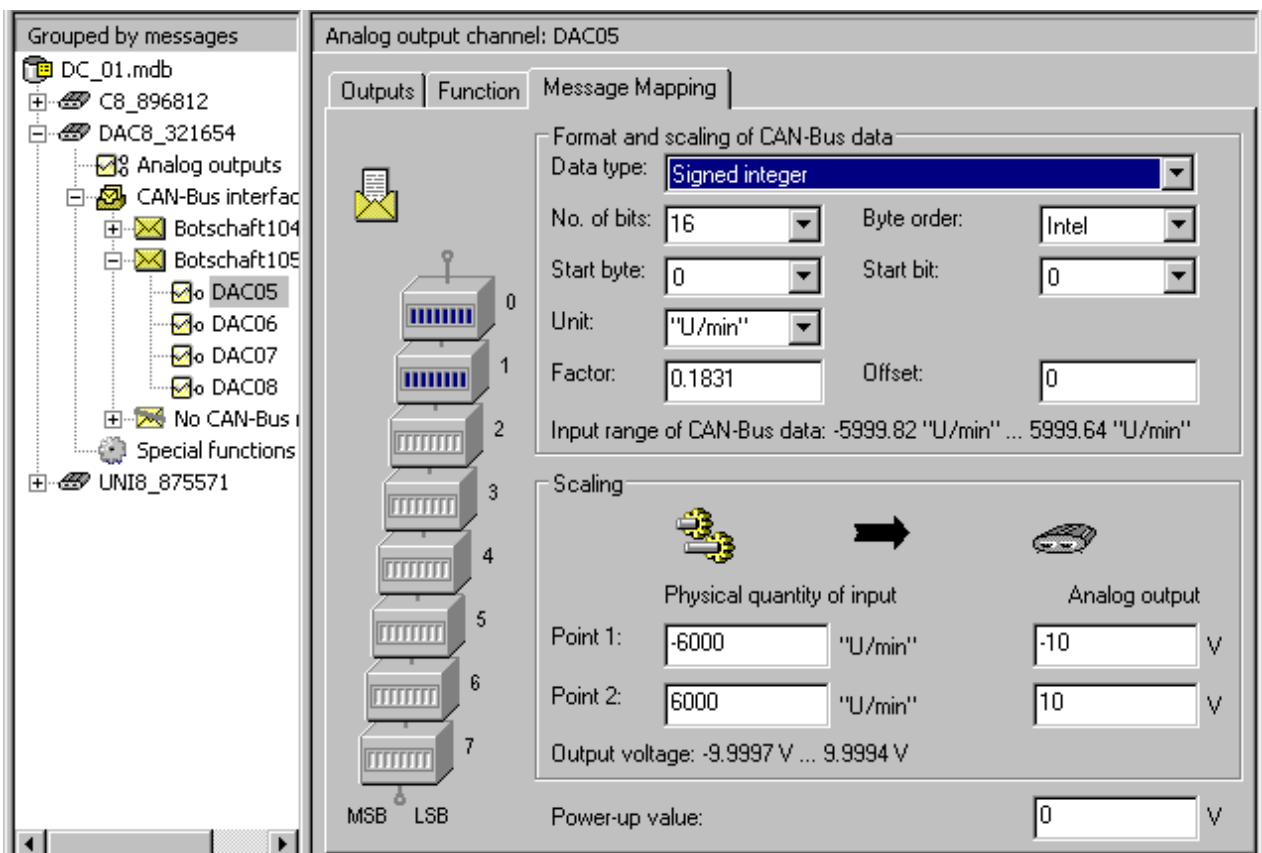 Grouped by messages
DC_01.mdb
C8_896812
DAC8_321654
Analog outputs
CAN-Bus interfac
Botschaft104
Botschaft105
DAC05
DAC06
DAC07
DAC08
No CAN-Bus
Special functions
UNI8_875571
Analog output channel: DAC05
Outputs Function Message Mapping
Format and scaling of CAN-Bus data
Data type: Signed integer
No. of bits: 16 Byte order: Intel
Start byte: 0 Start bit: 0
Unit: "U/min"
Factor: 0.1831 Offset: 0
Input range of CAN-Bus data: -5999.82 "U/min" ... 5999.64 "U/min"
0
1
2
3
4
5
6
7
MSB LSB
Scaling
Physical quantity of input Analog output
Point 1: -6000 "U/min" -10 V
Point 2: 6000 "U/min" 10 V
Output voltage: -9.9997 V ... 9.9994 V
Power-up value: 0 V